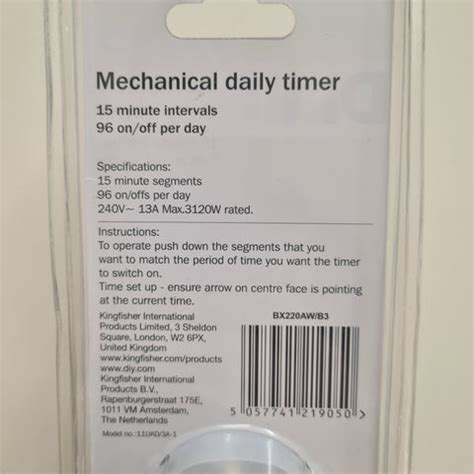 Mechanical daily timer
15 minute intervals
96 on/off per day
Specifications:
15 minute segments
96 on/offs per day
240V~ 13A Max.3120W rated.
Instructions:
To operate push down the segments that you
want to match the period of time you want the timer
to switch on.
Time set up - ensure arrow on centre face is pointing
at the current time.
Kingfisher International
Products Limited, 3 Sheldon
Square, London, W2 6PX,
United Kingdom
www.kingfisher.com/products
www.diy.com
Kingfisher International
Products B.V.,
Rapenburgerstraat 175E,
1011 VM Amsterdam,
The Netherlands
Model no.:
BX220AW/B3
5 057741 219050 >